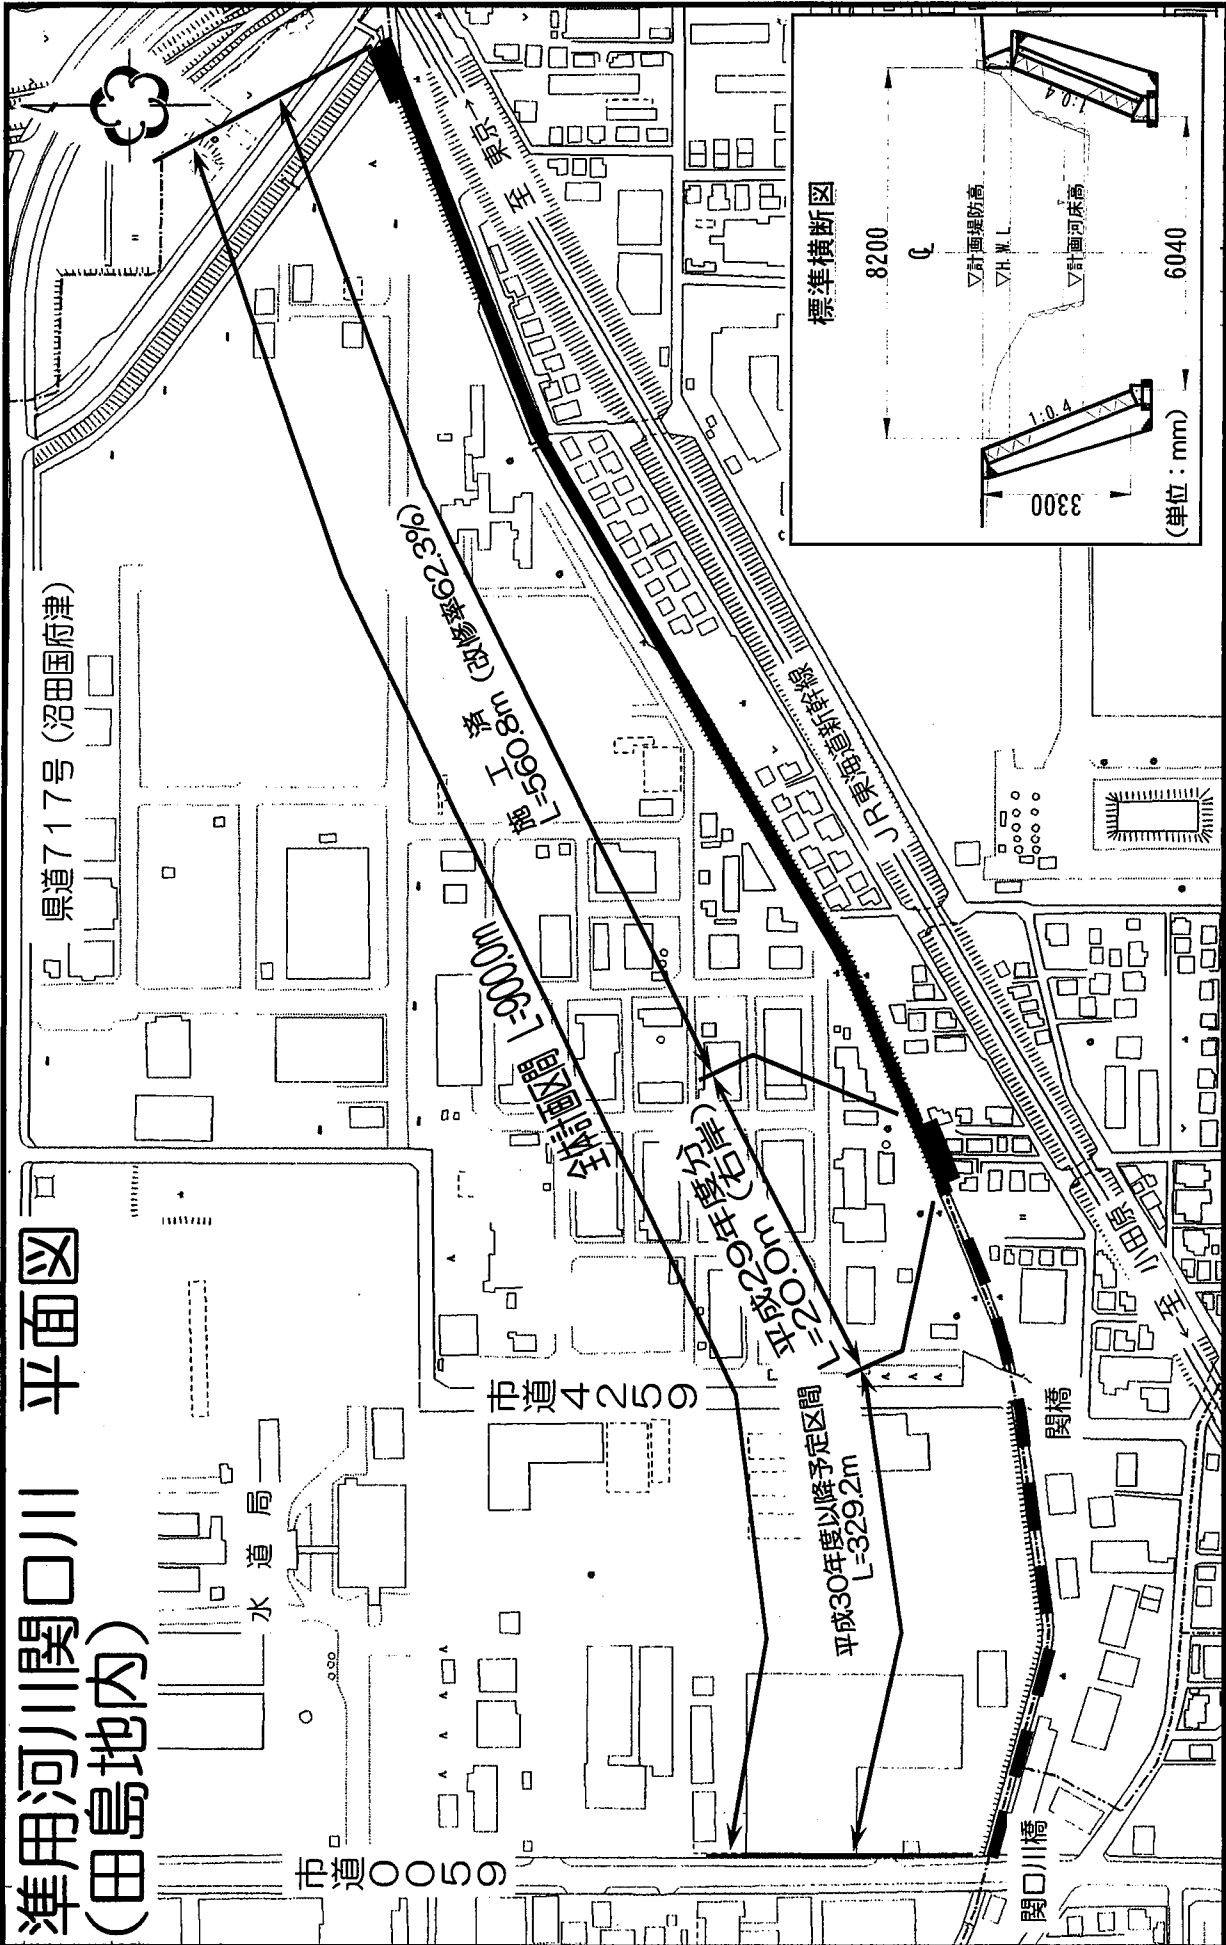 準用河川関口川　平面図
(田島地内)
県道717号(沼田国府津)
水道局
市道4259
市道0059
全体計画区間 L=900.0m
施工済(改修率62.3%)
L=560.8m
平成29年度分(右岸)
L=20.0m
平成30年度以降予定区間
L=329.2m
至 東京→
JR東海道新幹線
←至 小田原
関橋
関口川橋
標準横断図
8200
℄
▽計画堤防高
▽H.W.L
▽計画河床高
1:0.4
1:0.4
3300
6040
(単位:mm)